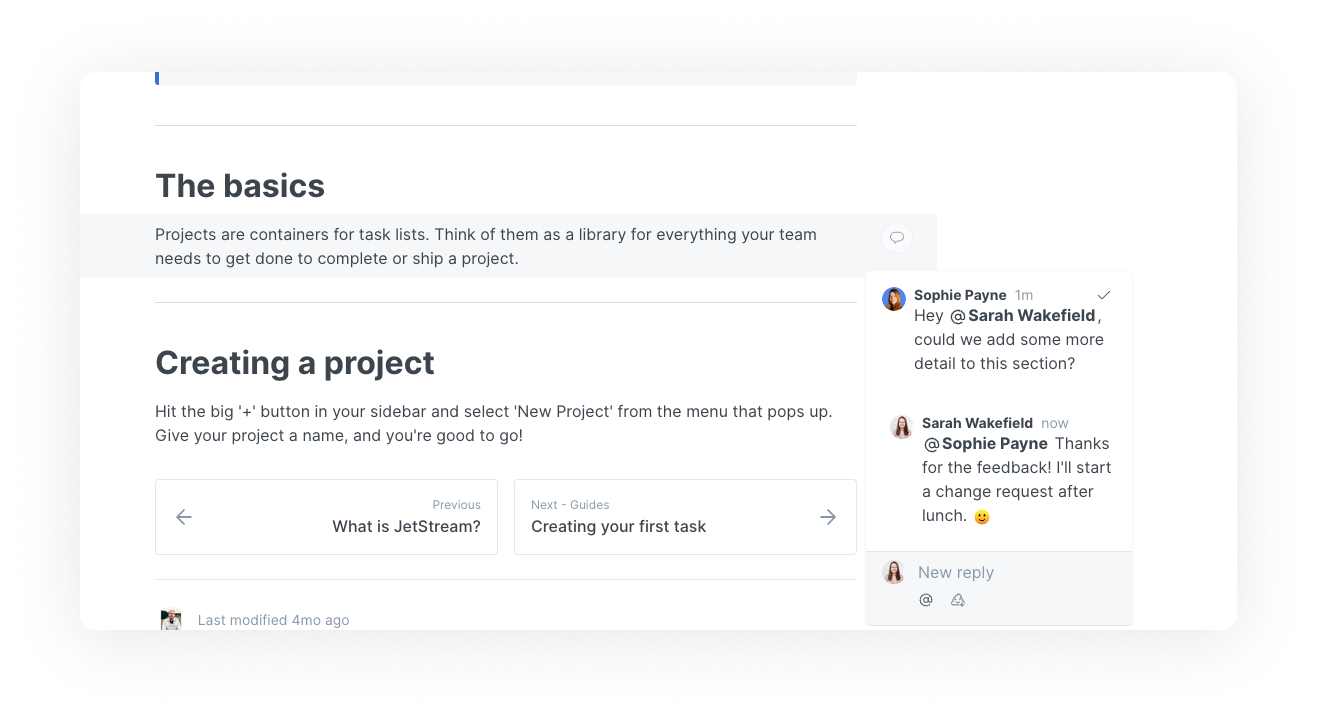 The basics
Projects are containers for task lists. Think of them as a library for everything your team
needs to get done to complete or ship a project.
Creating a project
Hit the big '+' button in your sidebar and select 'New Project' from the menu that pops up.
Give your project a name, and you're good to go!
Previous
What is JetStream?
Next - Guides
Creating your first task
Last modified 4mo ago
Sophie Payne 1m
Hey @Sarah Wakefield,
could we add some more
detail to this section?
Sarah Wakefield now
@Sophie Payne Thanks
for the feedback! I'll start
a change request after
lunch. 🙂
New reply
@